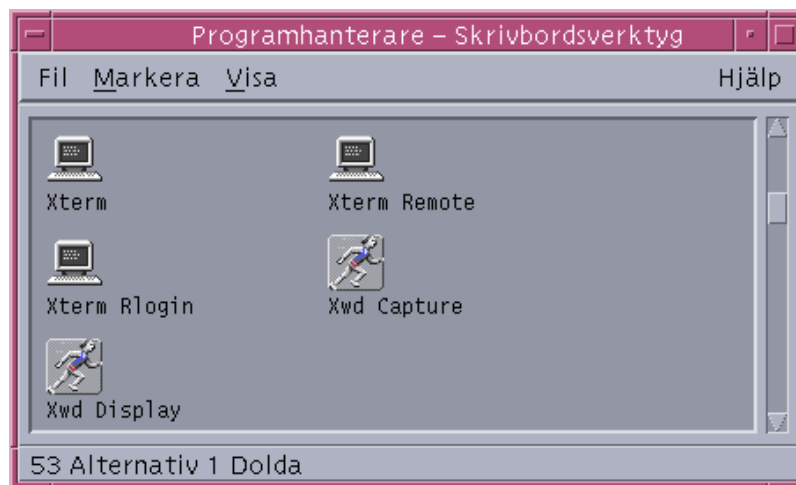 Programhanterare – Skrivbordsverktyg
Fil Markera Visa Hjälp
Xterm Xterm Remote
Xterm Rlogin Xwd Capture
Xwd Display
53 Alternativ 1 Dolda